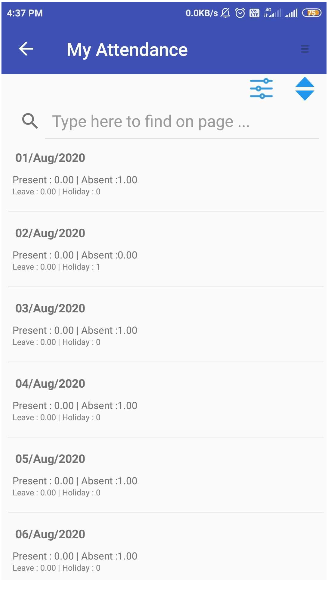 4:37 PM 0.0KB/s 75
My Attendance
Type here to find on page ...
01/Aug/2020
Present : 0.00 | Absent :1.00
Leave : 0.00 | Holiday : 0
02/Aug/2020
Present : 0.00 | Absent :0.00
Leave : 0.00 | Holiday : 1
03/Aug/2020
Present : 0.00 | Absent :1.00
Leave : 0.00 | Holiday : 0
04/Aug/2020
Present : 0.00 | Absent :1.00
Leave : 0.00 | Holiday : 0
05/Aug/2020
Present : 0.00 | Absent :1.00
Leave : 0.00 | Holiday : 0
06/Aug/2020
Present : 0.00 | Absent :1.00
Leave : 0.00 | Holiday : 0